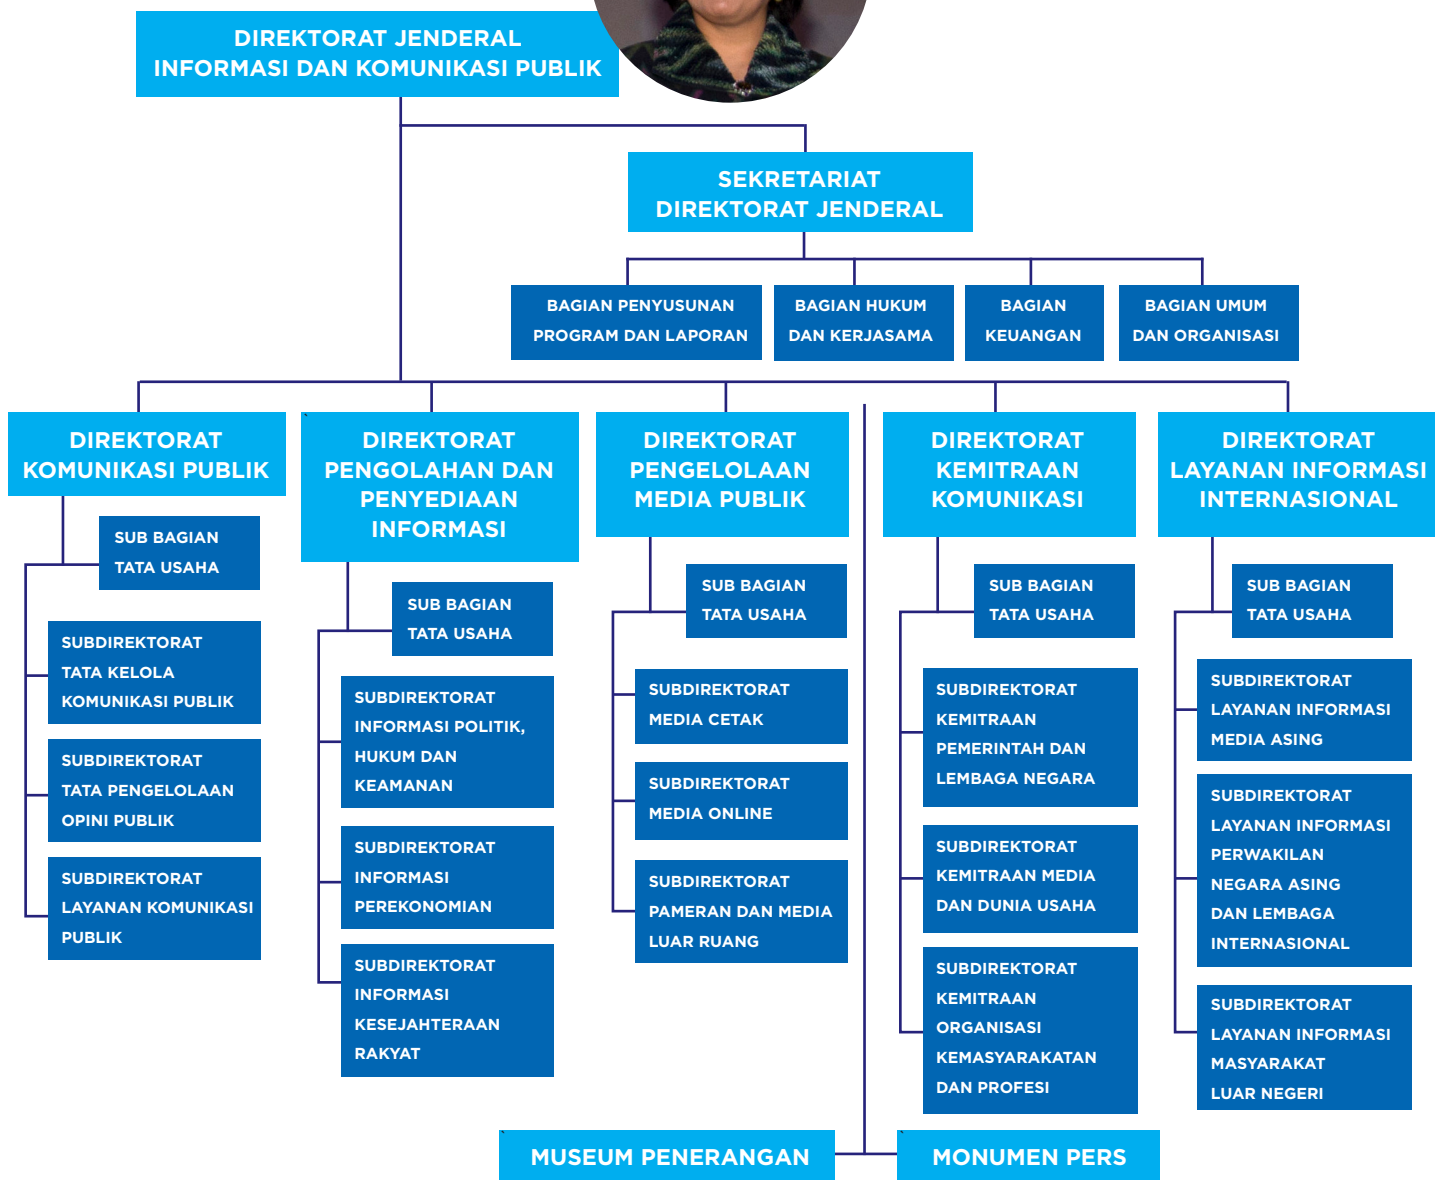 DIREKTORAT JENDERAL
INFORMASI DAN KOMUNIKASI PUBLIK
SEKRETARIAT
DIREKTORAT JENDERAL
BAGIAN PENYUSUNAN
PROGRAM DAN LAPORAN
BAGIAN HUKUM
DAN KERJASAMA
BAGIAN
KEUANGAN
BAGIAN UMUM
DAN ORGANISASI
DIREKTORAT
KOMUNIKASI PUBLIK
SUB BAGIAN
TATA USAHA
SUBDIREKTORAT
TATA KELOLA
KOMUNIKASI PUBLIK
SUBDIREKTORAT
TATA PENGELOLAAN
OPINI PUBLIK
SUBDIREKTORAT
LAYANAN KOMUNIKASI
PUBLIK
DIREKTORAT
PENGOLAHAN DAN
PENYEDIAAN
INFORMASI
SUB BAGIAN
TATA USAHA
SUBDIREKTORAT
INFORMASI POLITIK,
HUKUM DAN
KEAMANAN
SUBDIREKTORAT
INFORMASI
PEREKONOMIAN
SUBDIREKTORAT
INFORMASI
KESEJAHTERAAN
RAKYAT
DIREKTORAT
PENGELOLAAN
MEDIA PUBLIK
SUB BAGIAN
TATA USAHA
SUBDIREKTORAT
MEDIA CETAK
SUBDIREKTORAT
MEDIA ONLINE
SUBDIREKTORAT
PAMERAN DAN MEDIA
LUAR RUANG
DIREKTORAT
KEMITRAAN
KOMUNIKASI
SUB BAGIAN
TATA USAHA
SUBDIREKTORAT
KEMITRAAN
PEMERINTAH DAN
LEMBAGA NEGARA
SUBDIREKTORAT
KEMITRAAN MEDIA
DAN DUNIA USAHA
SUBDIREKTORAT
KEMITRAAN
ORGANISASI
KEMASYARAKATAN
DAN PROFESI
DIREKTORAT
LAYANAN INFORMASI
INTERNASIONAL
SUB BAGIAN
TATA USAHA
SUBDIREKTORAT
LAYANAN INFORMASI
MEDIA ASING
SUBDIREKTORAT
LAYANAN INFORMASI
PERWAKILAN
NEGARA ASING
DAN LEMBAGA
INTERNASIONAL
SUBDIREKTORAT
LAYANAN INFORMASI
MASYARAKAT
LUAR NEGERI
MUSEUM PENERANGAN
MONUMEN PERS